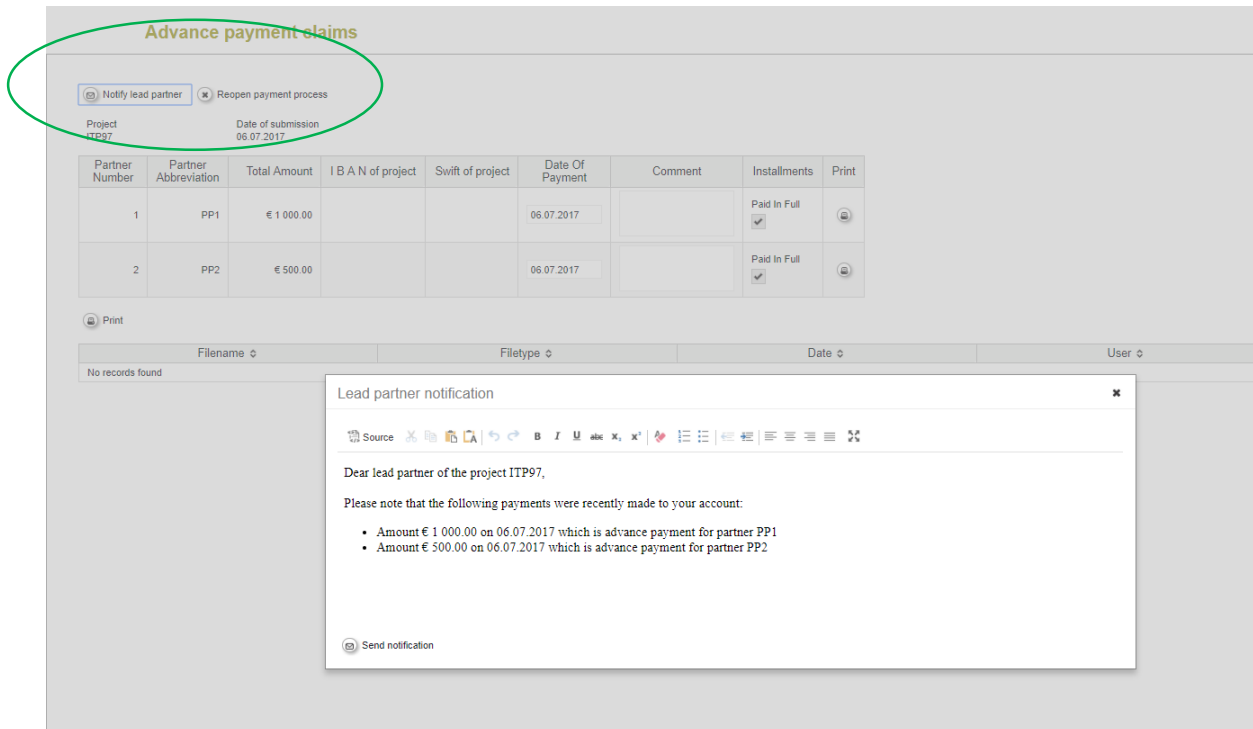 Advance payment claims
Notify lead partner Reopen payment process
Project Date of submission
ITP97 06.07.2017
Partner Number Partner Abbreviation Total Amount I B A N of project Swift of project Date Of Payment Comment Installments Print
1 PP1 € 1 000.00 06.07.2017 Paid In Full
2 PP2 € 500.00 06.07.2017 Paid In Full
Print
Filename Filetype Date User
No records found
Lead partner notification
Source B I U abc x₂ x²
Dear lead partner of the project ITP97,
Please note that the following payments were recently made to your account:
• Amount € 1 000.00 on 06.07.2017 which is advance payment for partner PP1
• Amount € 500.00 on 06.07.2017 which is advance payment for partner PP2
Send notification